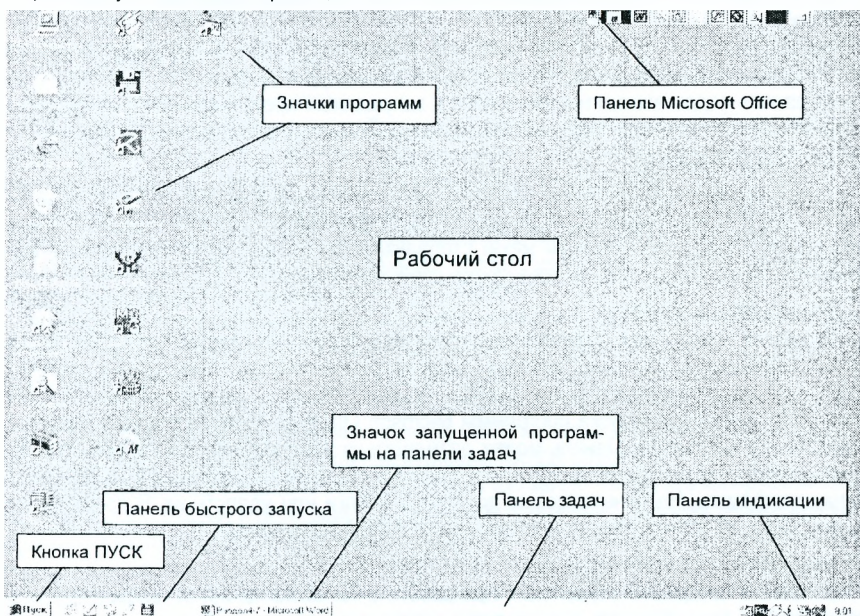 Значки программ
Панель Microsoft Office
Рабочий стол
Значок запущенной програм-
мы на панели задач
Панель быстрого запуска
Панель задач
Панель индикации
Кнопка ПУСК
Пуск
- Microsoft Word